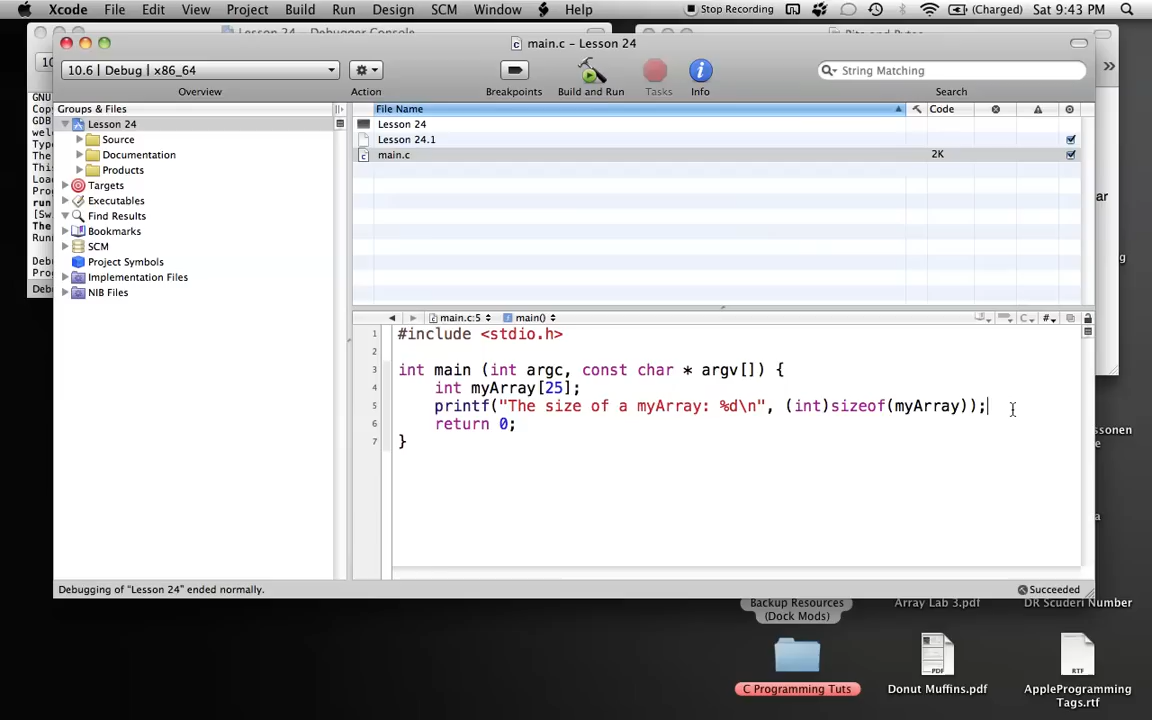 Xcode File Edit View Project Build Run Design SCM Window Help Stop Recording (Charged) Sat 9:43 PM
main.c – Lesson 24
10.6 | Debug | x86_64
String Matching
Overview Action Breakpoints Build and Run Tasks Info Search
Groups & Files
Lesson 24
Source
Documentation
Products
Targets
Executables
Find Results
Bookmarks
SCM
Project Symbols
Implementation Files
NIB Files
File Name Code
Lesson 24
Lesson 24.1
main.c 2K
main.c:5 main()
1 #include <stdio.h>
2
3 int main (int argc, const char * argv[]) {
4 int myArray[25];
5 printf("The size of a myArray: %d\n", (int)sizeof(myArray));
6 return 0;
7 }
Debugging of “Lesson 24” ended normally. Succeeded
Backup Resources
(Dock Mods)
Array Lab 3.pdf
DR Scuderi Number
C Programming Tuts
Donut Muffins.pdf
AppleProgramming
Tags.rtf